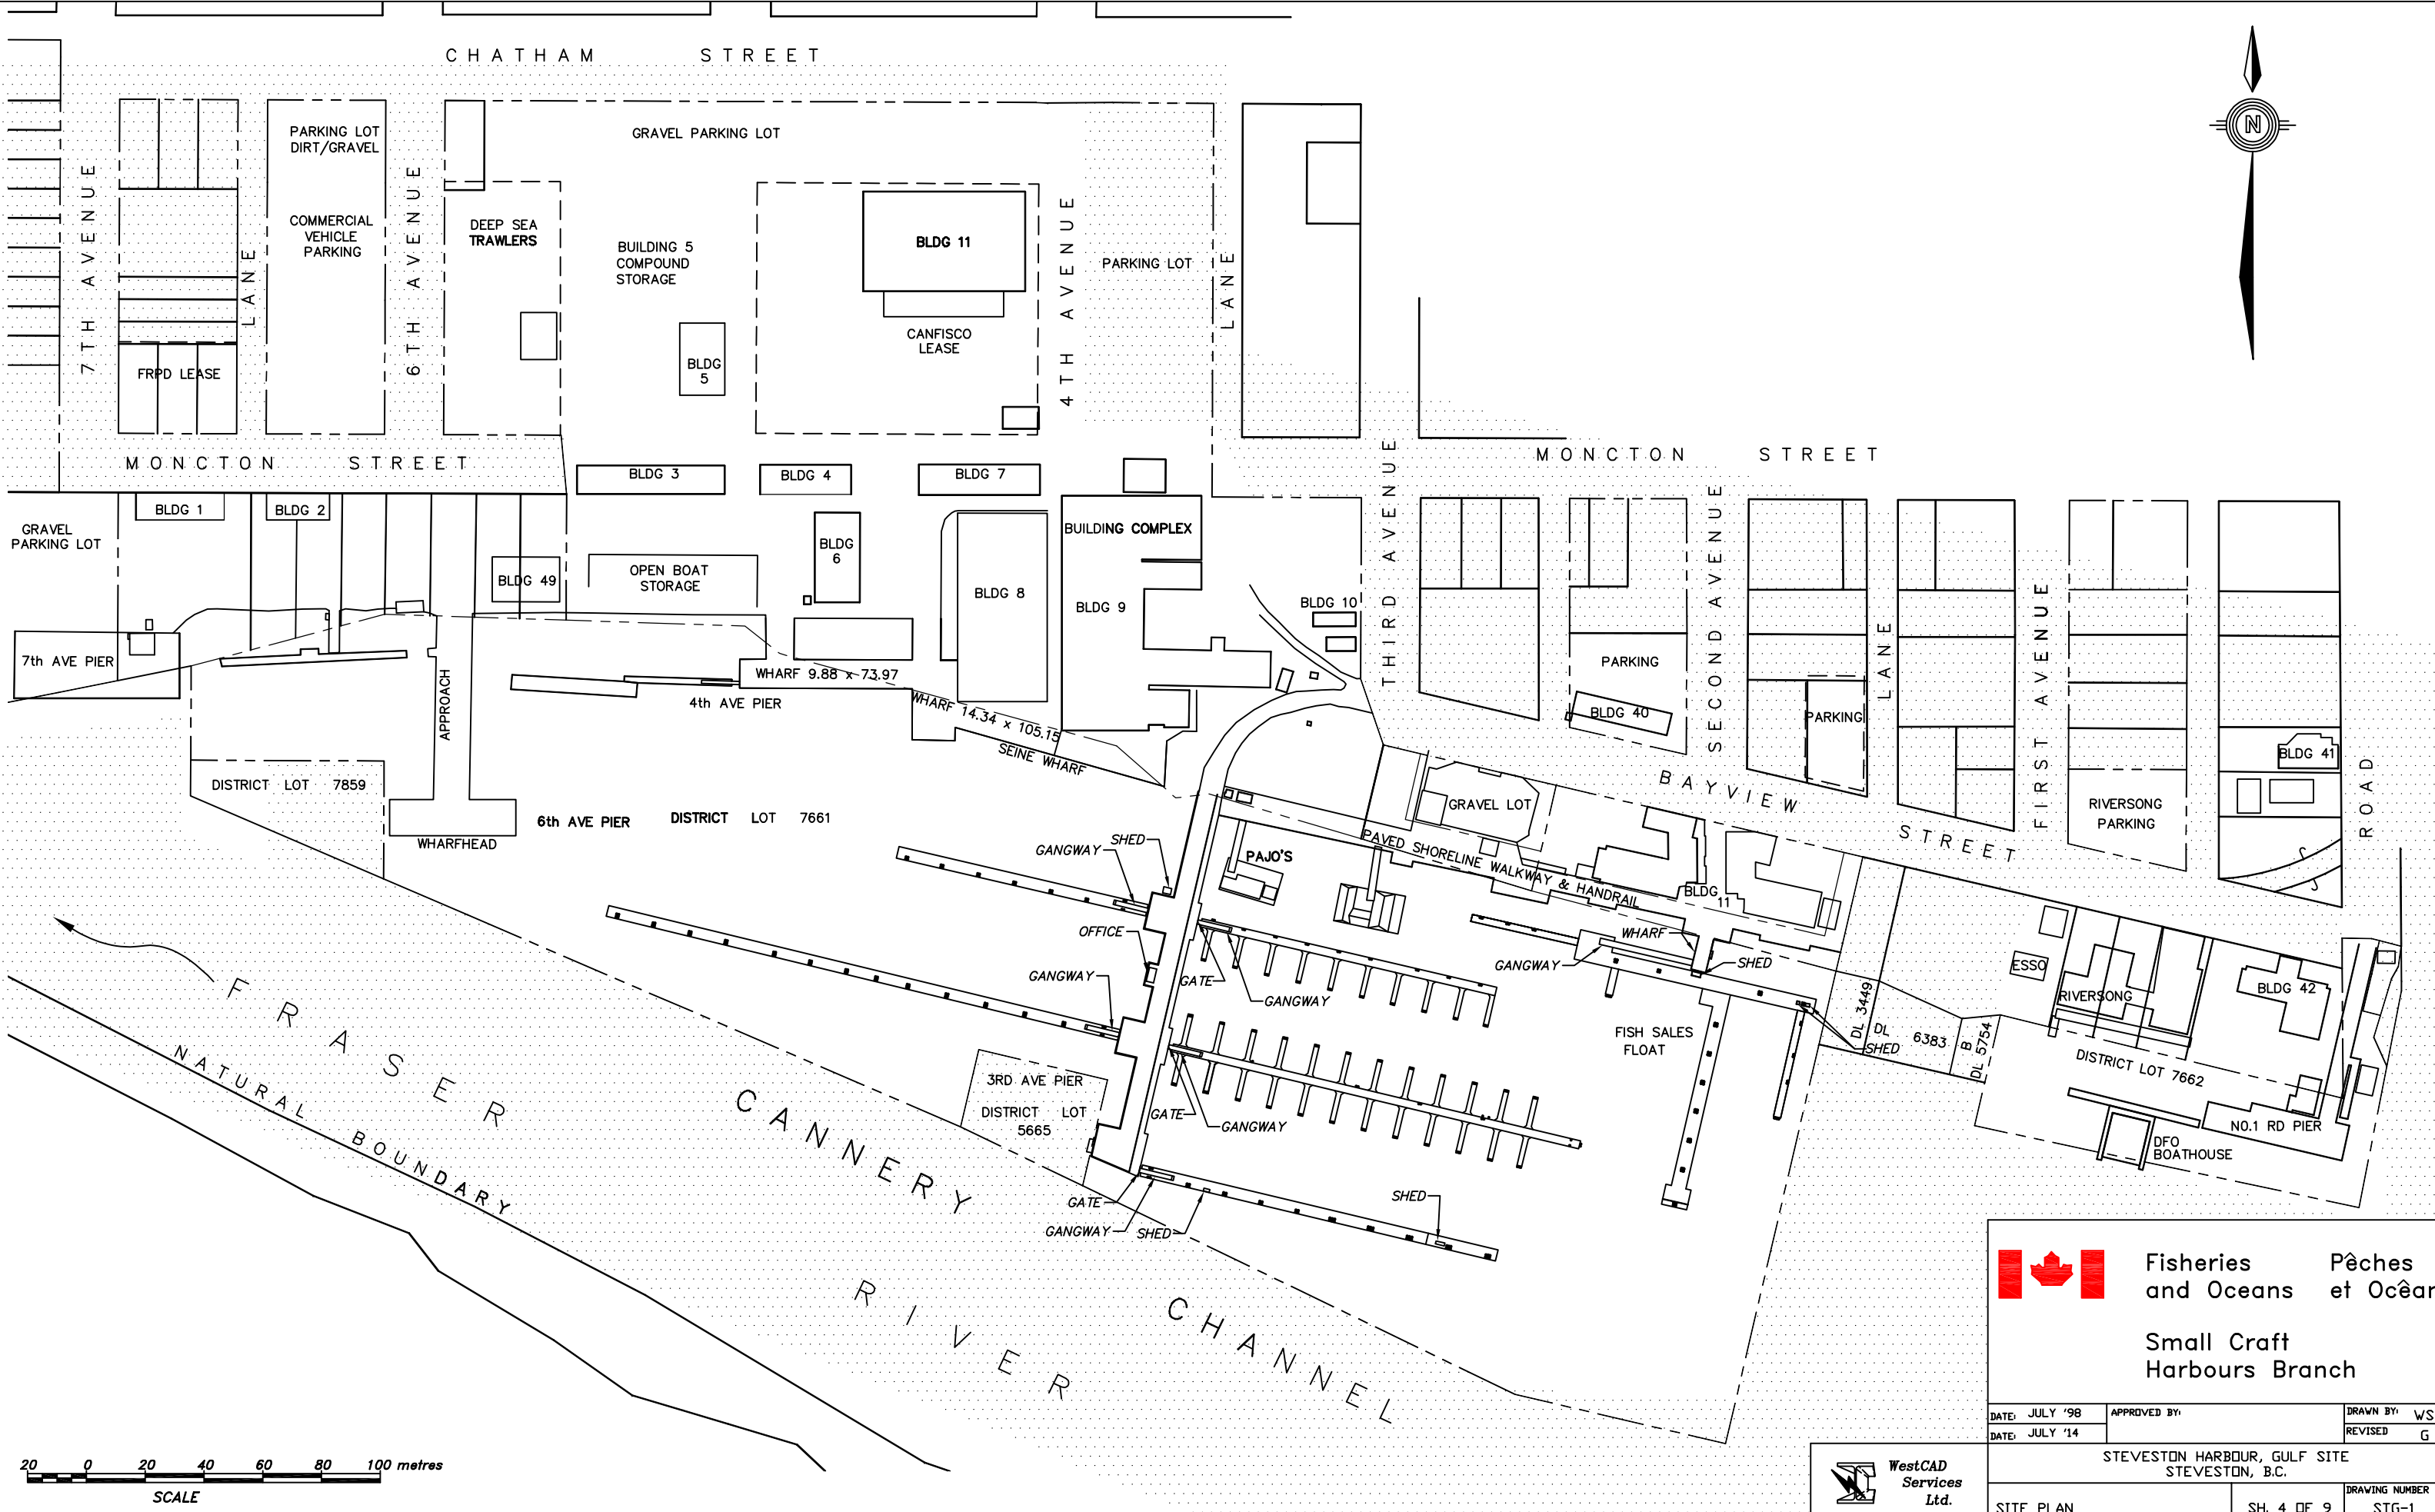 CHATHAM STREET
PARKING LOT
DIRT/GRAVEL
GRAVEL PARKING LOT
7TH AVENUE
LANE
COMMERCIAL
VEHICLE
PARKING
6TH AVENUE
DEEP SEA
TRAWLERS
BUILDING 5
COMPOUND
STORAGE
BLDG 11
4TH AVENUE
PARKING LOT
LANE
N
CANFISCO
LEASE
BLDG
5
FRPD LEASE
MONCTON STREET
MONCTON STREET
BLDG 3
BLDG 4
BLDG 7
BLDG 1
BLDG 2
GRAVEL
PARKING LOT
BUILDING COMPLEX
BLDG
6
BLDG 49
OPEN BOAT
STORAGE
BLDG 8
BLDG 9
BLDG 10
THIRD AVENUE
SECOND AVENUE
LANE
FIRST AVENUE
ROAD
PARKING
BLDG 40
PARKING
BLDG 41
7th AVE PIER
APPROACH
WHARF 9.88 x 73.97
4th AVE PIER
WHARF 14.34 x 105.15
SEINE WHARF
BAYVIEW STREET
RIVERSONG
PARKING
DISTRICT LOT 7859
6th AVE PIER
DISTRICT LOT 7661
WHARFHEAD
GRAVEL LOT
PAVED SHORELINE WALKWAY & HANDRAIL
PAJO'S
BLDG
11
GANGWAY
SHED
OFFICE
GANGWAY
GATE
GANGWAY
WHARF
GANGWAY
SHED
FISH SALES
FLOAT
DL 3449
DL 6383
SHED
B
DL 5754
ESSO
RIVERSONG
BLDG 42
DISTRICT LOT 7662
NO.1 RD PIER
DFO
BOATHOUSE
3RD AVE PIER
DISTRICT LOT
5665
GATE
GANGWAY
GATE
GANGWAY
SHED
SHED
FRASER RIVER
CANNERY CHANNEL
NATURAL BOUNDARY
20 0 20 40 60 80 100 metres
SCALE
Fisheries
and Oceans
Pêches
Small Craft
Harbours Branch
DATE: JULY '98
APPROVED BY:
DRAWN BY: WS
DATE: JULY '14
REVISED G
STEVESTON HARBOUR, GULF SITE
STEVESTON, B.C.
WestCAD
Services
Ltd.
SITE PLAN
SH. 4 OF 9
DRAWING NUMBER